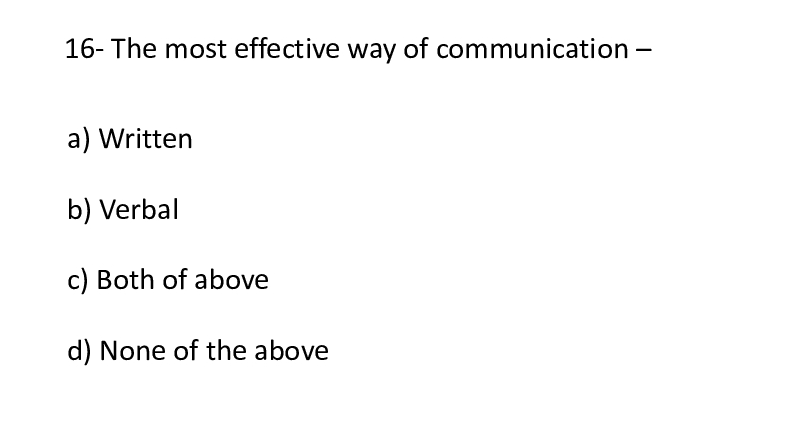 16- The most effective way of communication –
a) Written
b) Verbal
c) Both of above
d) None of the above